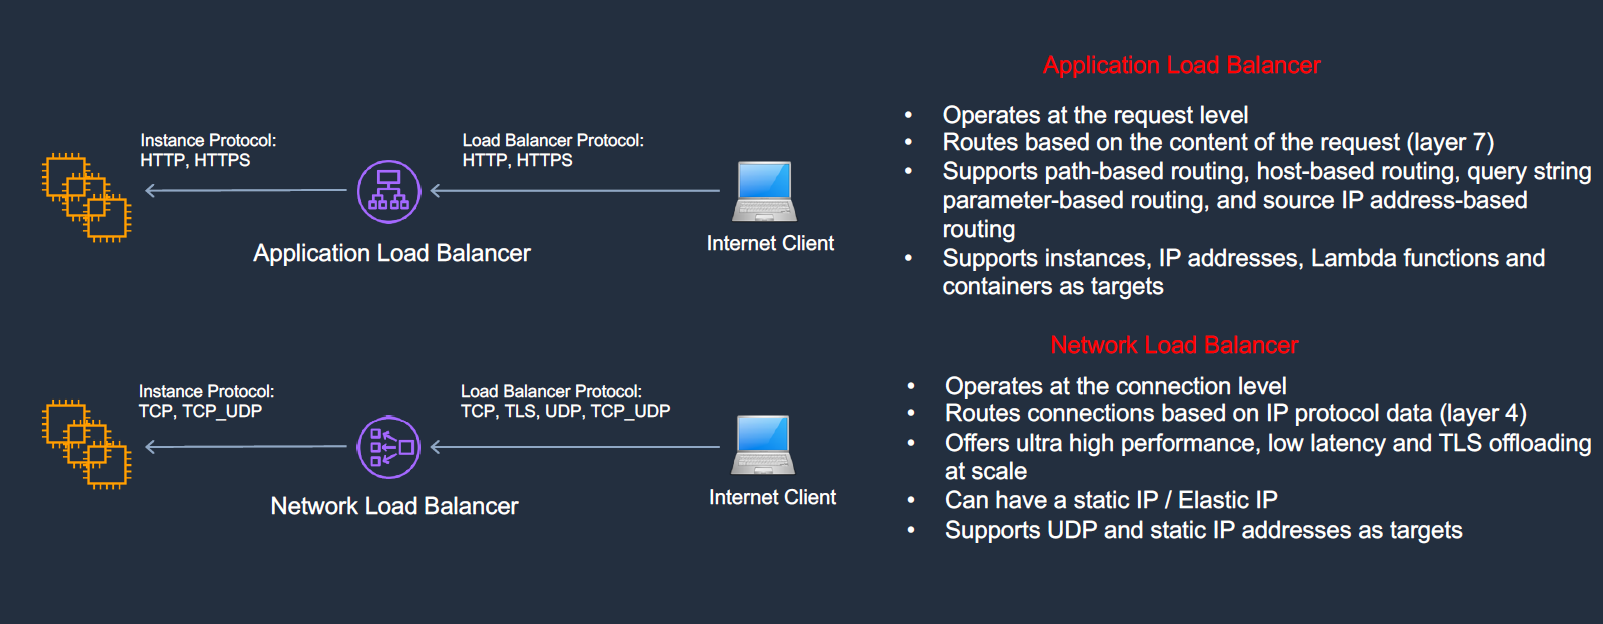 Instance Protocol:
HTTP, HTTPS
Load Balancer Protocol:
HTTP, HTTPS
Application Load Balancer
Internet Client
Application Load Balancer
• Operates at the request level
• Routes based on the content of the request (layer 7)
• Supports path-based routing, host-based routing, query string
parameter-based routing, and source IP address-based
routing
• Supports instances, IP addresses, Lambda functions and
containers as targets
Instance Protocol:
TCP, TCP_UDP
Load Balancer Protocol:
TCP, TLS, UDP, TCP_UDP
Network Load Balancer
Internet Client
Network Load Balancer
• Operates at the connection level
• Routes connections based on IP protocol data (layer 4)
• Offers ultra high performance, low latency and TLS offloading
at scale
• Can have a static IP / Elastic IP
• Supports UDP and static IP addresses as targets